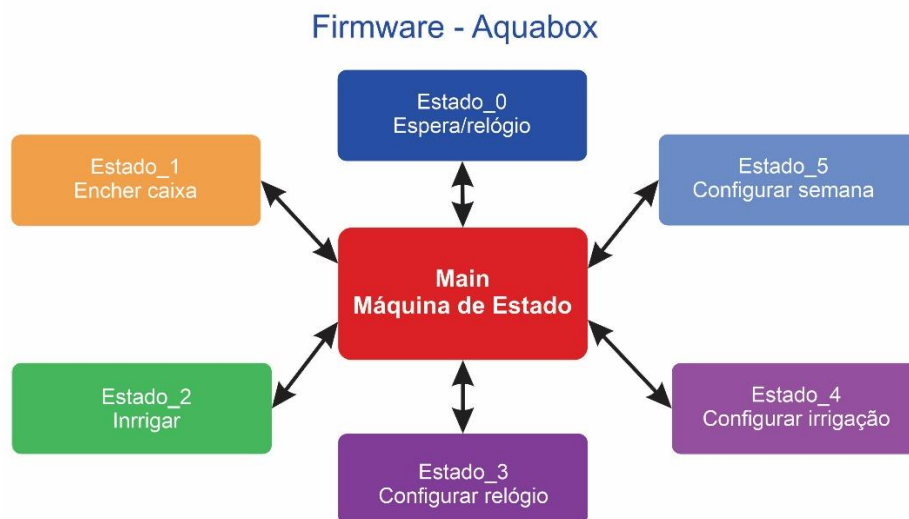 Firmware - Aquabox
Estado_0
Espera/relógio
Estado_1
Encher caixa
Estado_5
Configurar semana
Main
Máquina de Estado
Estado_2
Inrrigar
Estado_4
Configurar irrigação
Estado_3
Configurar relógio